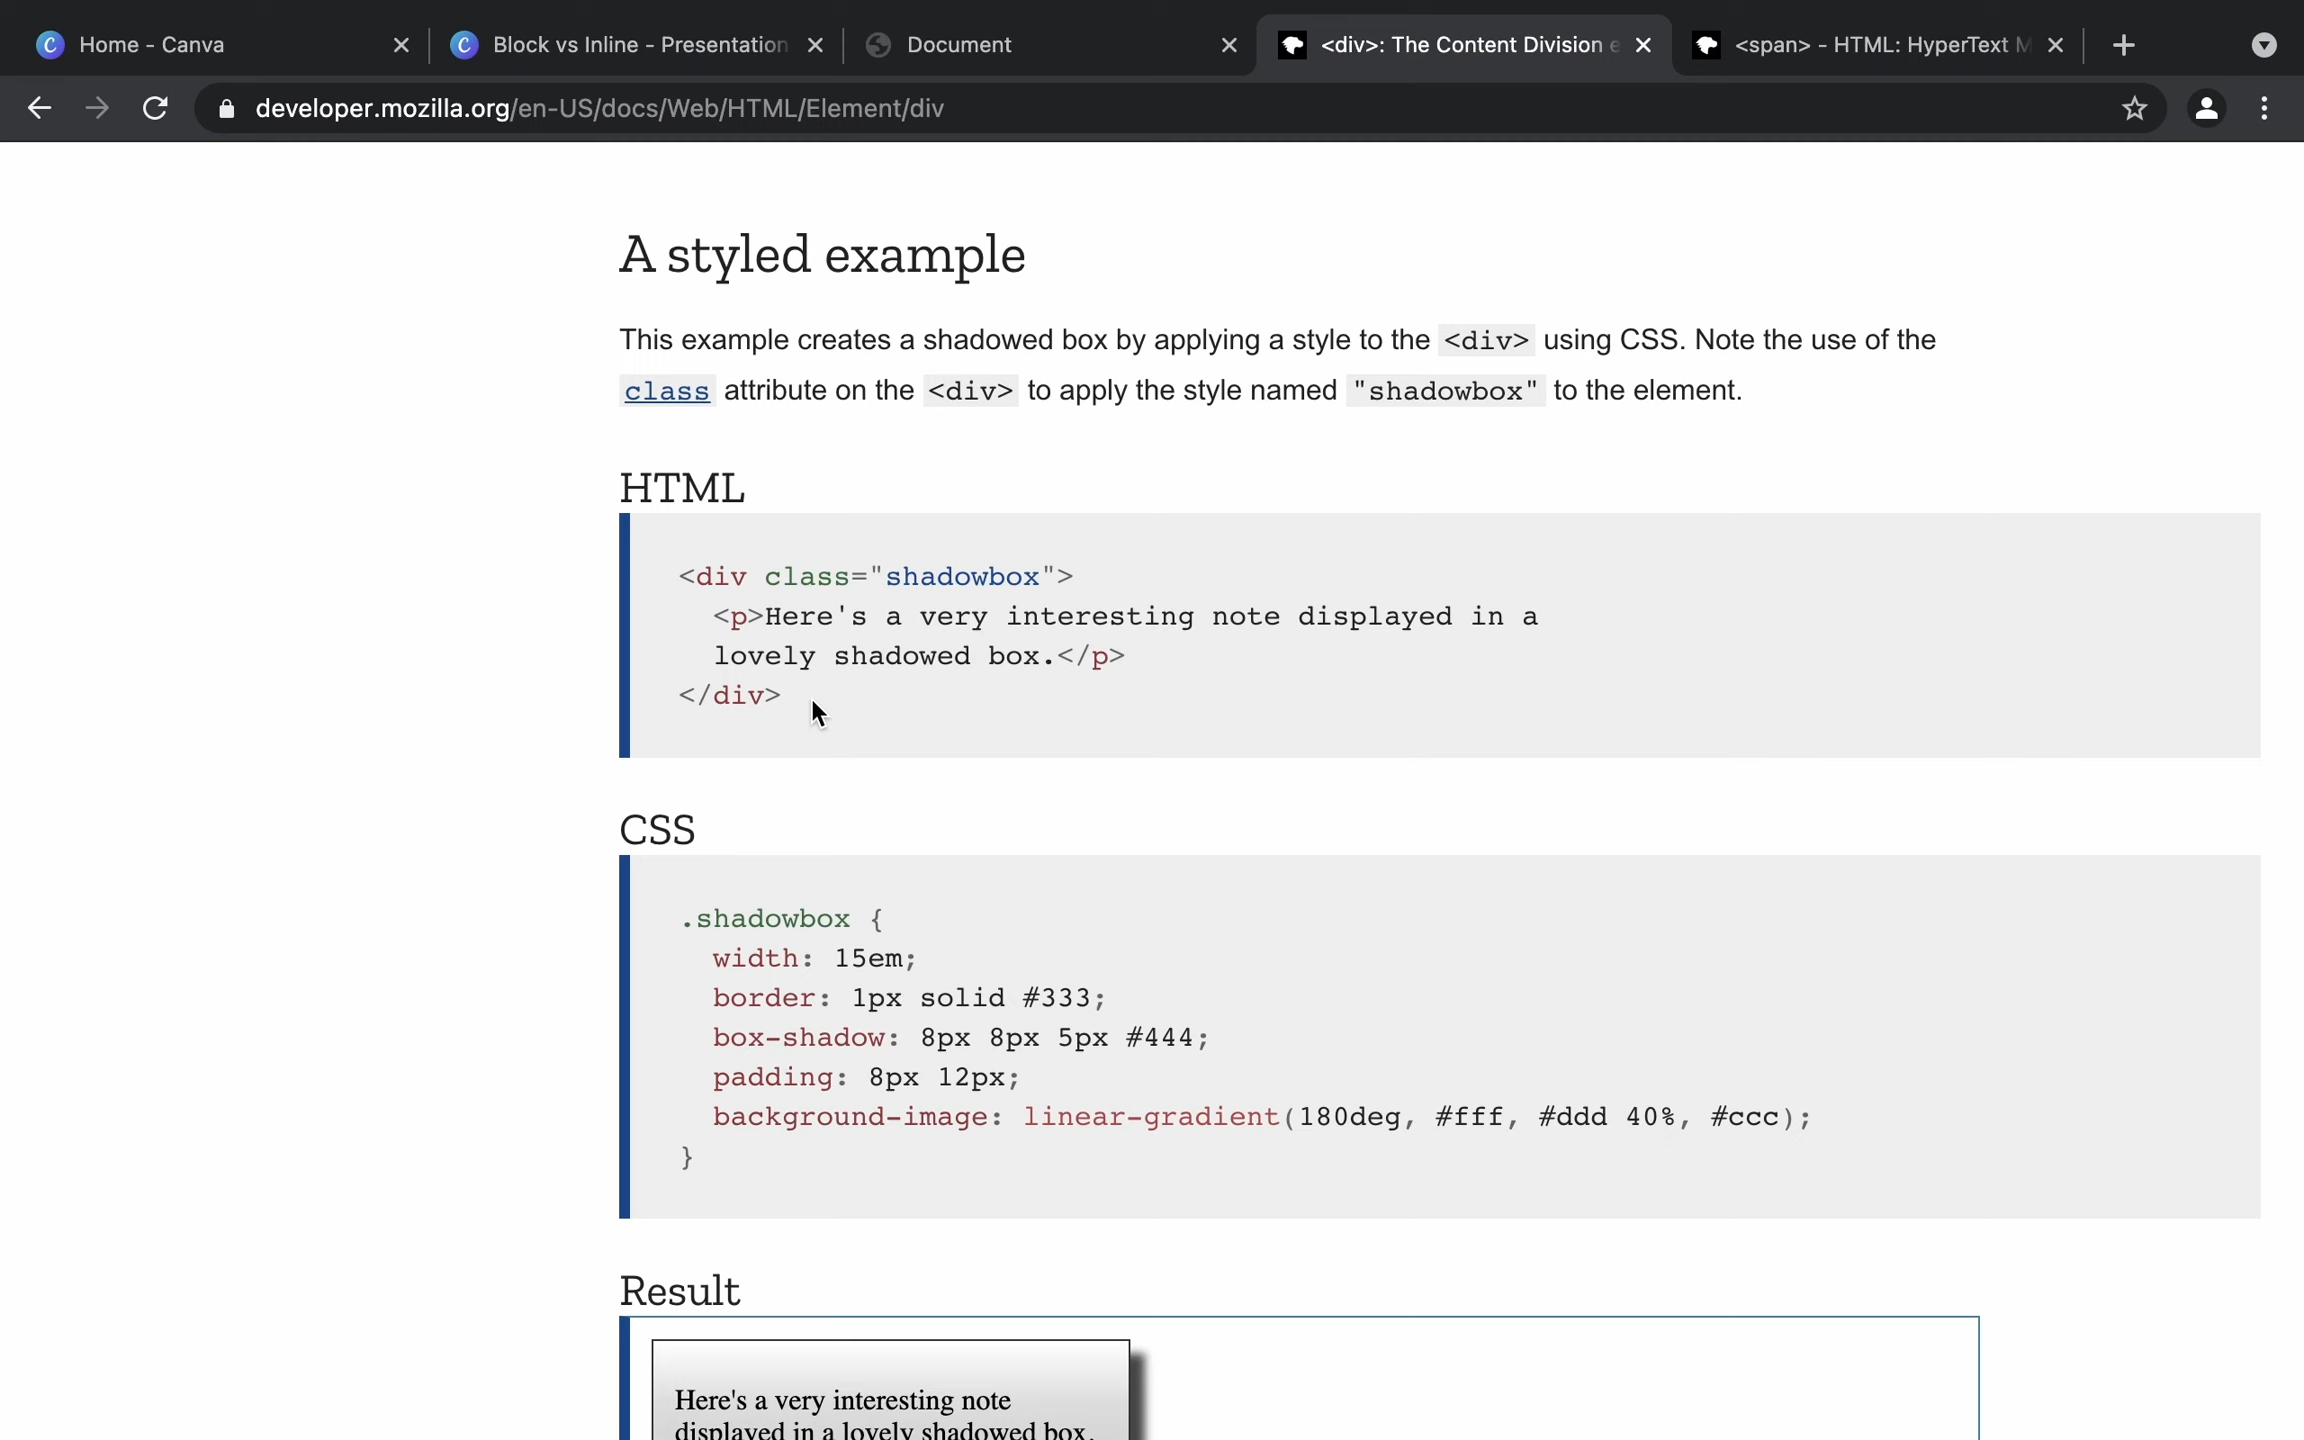 Home - Canva
Block vs Inline - Presentation
Document
<div>: The Content Division e
<span> - HTML: HyperText M
developer.mozilla.org/en-US/docs/Web/HTML/Element/div
A styled example
This example creates a shadowed box by applying a style to the <div> using CSS. Note the use of the
class attribute on the <div> to apply the style named "shadowbox" to the element.
HTML
<div class="shadowbox">
<p>Here's a very interesting note displayed in a
lovely shadowed box.</p>
</div>
CSS
.shadowbox {
width: 15em;
border: 1px solid #333;
box-shadow: 8px 8px 5px #444;
padding: 8px 12px;
background-image: linear-gradient(180deg, #fff, #ddd 40%, #ccc);
}
Result
Here's a very interesting note
displayed in a lovely shadowed box.